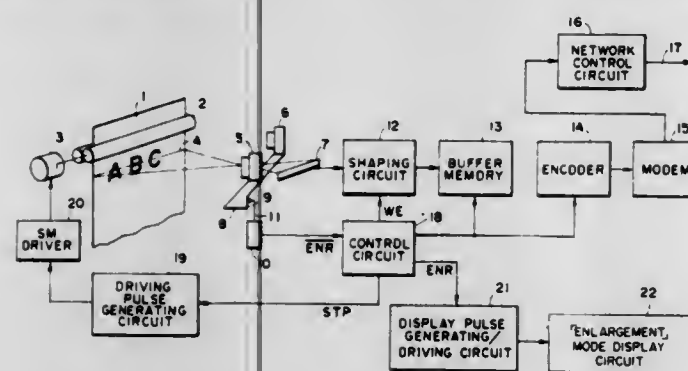 16
NETWORK
CONTROL
CIRCUIT
17
1
2
3
4
5
6
7
12
13
14
15
ABC
SHAPING
CIRCUIT
BUFFER
MEMORY
ENCODER
MODEM
20
SM
DRIVER
8
9
11
10
WE
18
ENR
CONTROL
CIRCUIT
ENR
19
DRIVING
PULSE
GENERATING
CIRCUIT
STP
21
22
DISPLAY PULSE
GENERATING/
DRIVING CIRCUIT
「ENLARGEMENT」
MODE DISPLAY
CIRCUIT